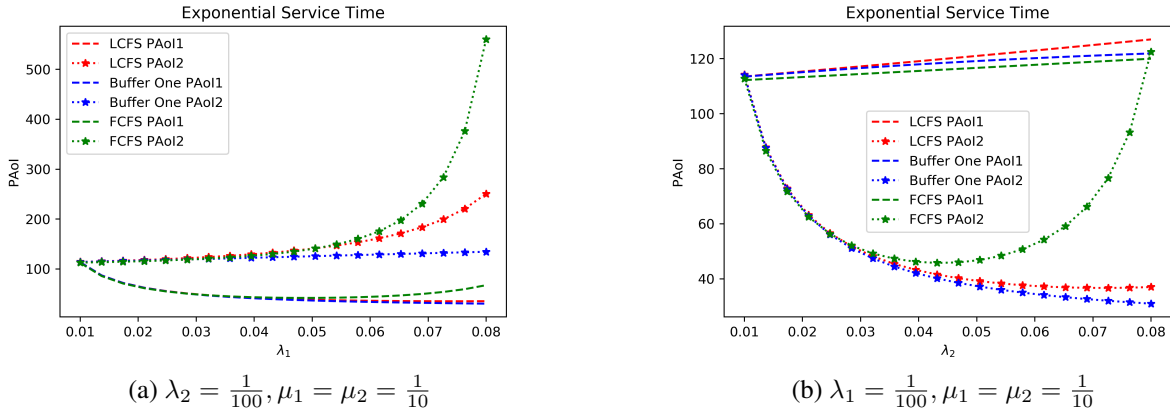 Exponential Service Time
PAoI
500
400
300
200
100
LCFS PAoI1
LCFS PAoI2
Buffer One PAoI1
Buffer One PAoI2
FCFS PAoI1
FCFS PAoI2
0.01 0.02 0.03 0.04 0.05 0.06 0.07 0.08
λ₁
(a) λ₂ = 1/100, μ₁ = μ₂ = 1/10
Exponential Service Time
PAoI
120
100
80
60
40
LCFS PAoI1
LCFS PAoI2
Buffer One PAoI1
Buffer One PAoI2
FCFS PAoI1
FCFS PAoI2
0.01 0.02 0.03 0.04 0.05 0.06 0.07 0.08
λ₂
(b) λ₁ = 1/100, μ₁ = μ₂ = 1/10